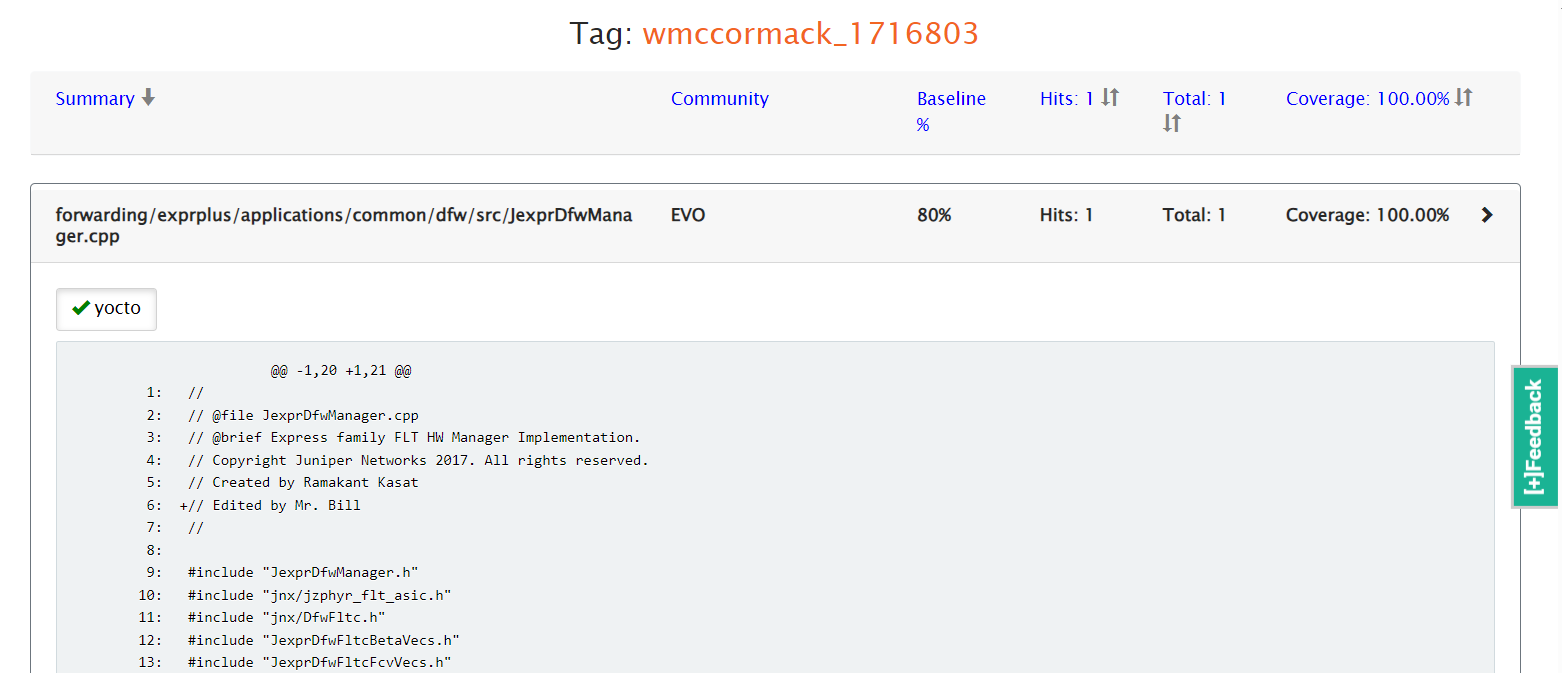 Tag: wmccormack_1716803
Summary Community Baseline % Hits: 1 Total: 1 Coverage: 100.00%
forwarding/exprplus/applications/common/dfw/src/JexprDfwMana
ger.cpp
EVO 80% Hits: 1 Total: 1 Coverage: 100.00%
yocto
@@ -1,20 +1,21 @@
1: //
2: // @file JexprDfwManager.cpp
3: // @brief Express family FLT HW Manager Implementation.
4: // Copyright Juniper Networks 2017. All rights reserved.
5: // Created by Ramakant Kasat
6: +// Edited by Mr. Bill
7: //
8:
9: #include "JexprDfwManager.h"
10: #include "jnx/jzphyr_flt_asic.h"
11: #include "jnx/DfwFltc.h"
12: #include "JexprDfwFltcBetaVecs.h"
13: #include "JexprDfwFltcFcvVecs.h"
[+]Feedback